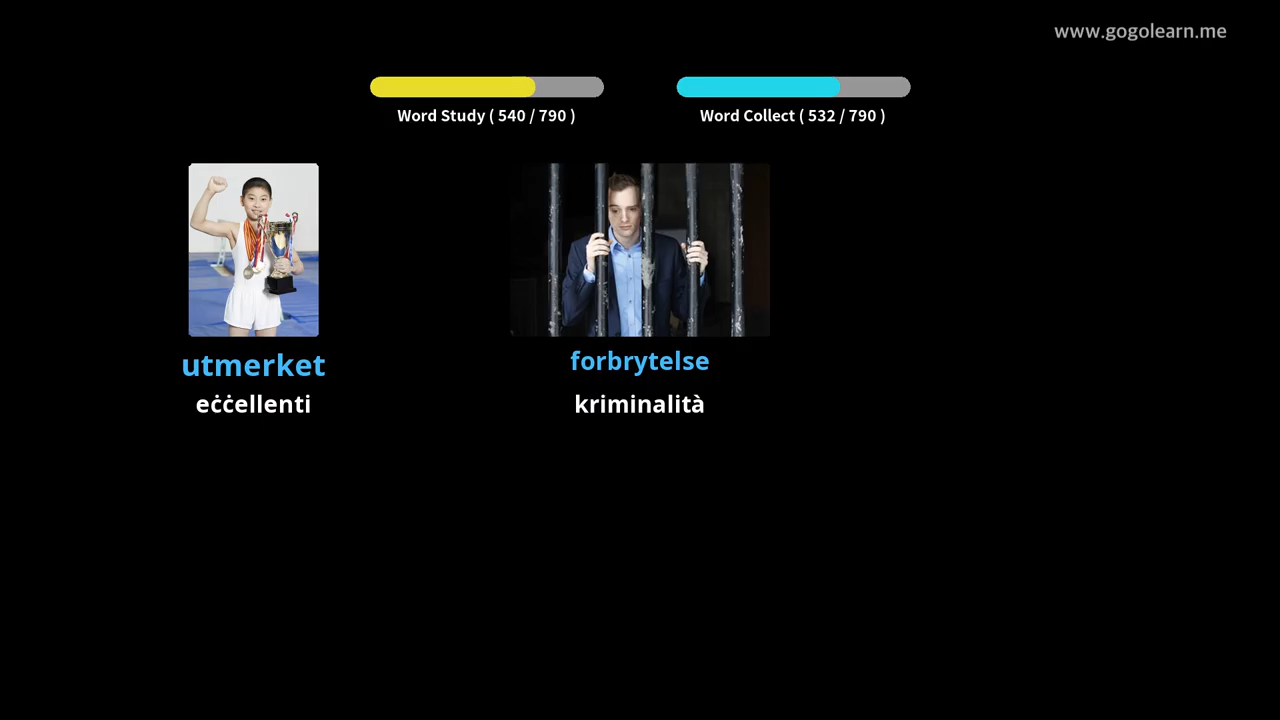 www.gogolearn.me
Word Study ( 540 / 790 )
Word Collect ( 532 / 790 )
utmerket
eċċellenti
forbrytelse
kriminalità